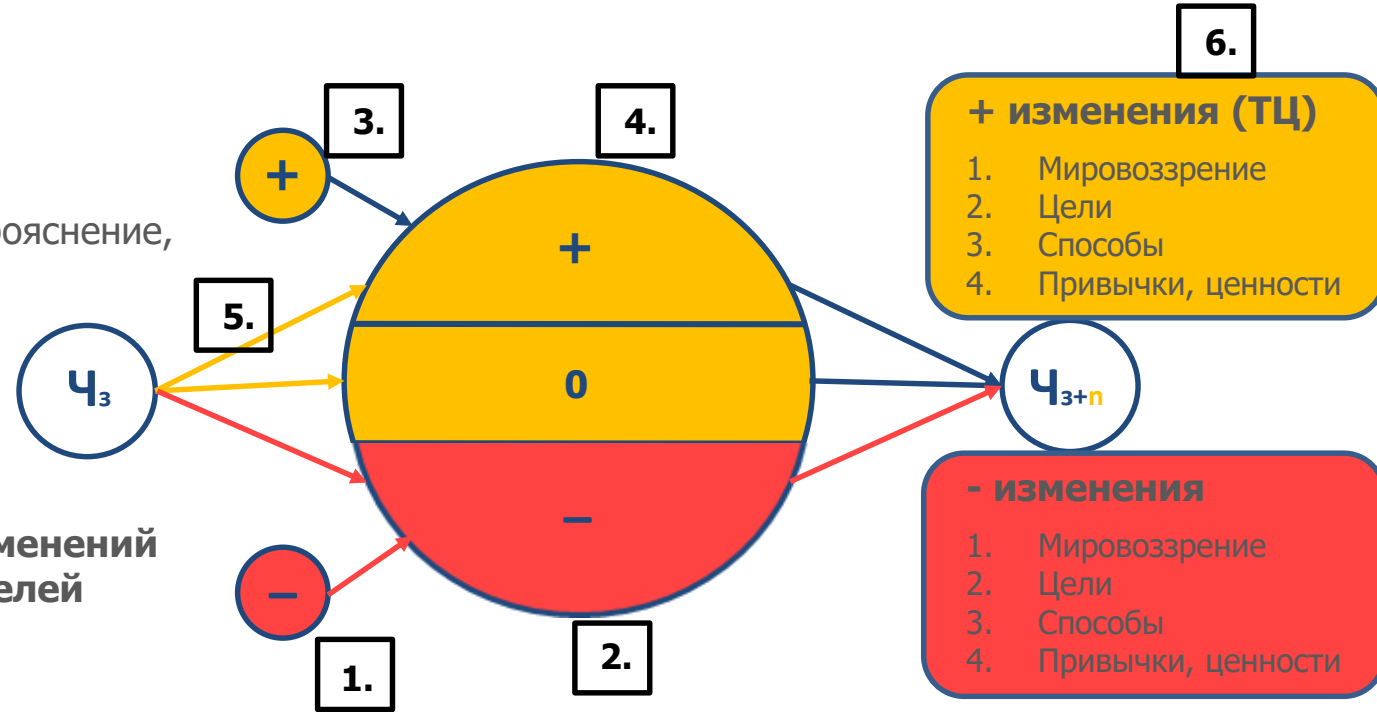 6.
+ изменения (ТЦ)
1. Мировоззрение
2. Цели
3. Способы
4. Привычки, ценности
3.
4.
+
+
5.
0
Ч₃
Ч₃₊n
–
–
1.
2.
- изменения
1. Мировоззрение
2. Цели
3. Способы
4. Привычки, ценности